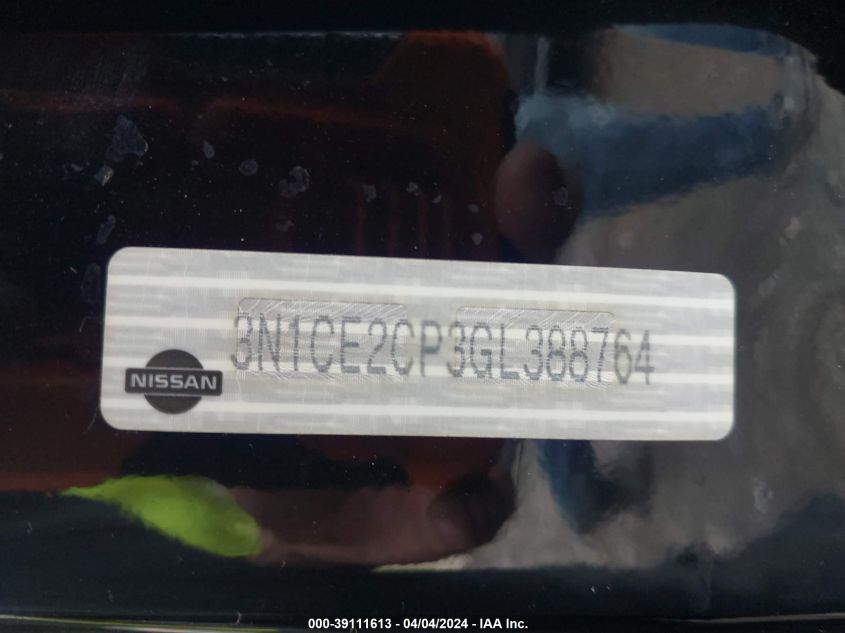 3N1CE2CP3GL388764
NISSAN
000-39111613 - 04/04/2024 - IAA Inc.